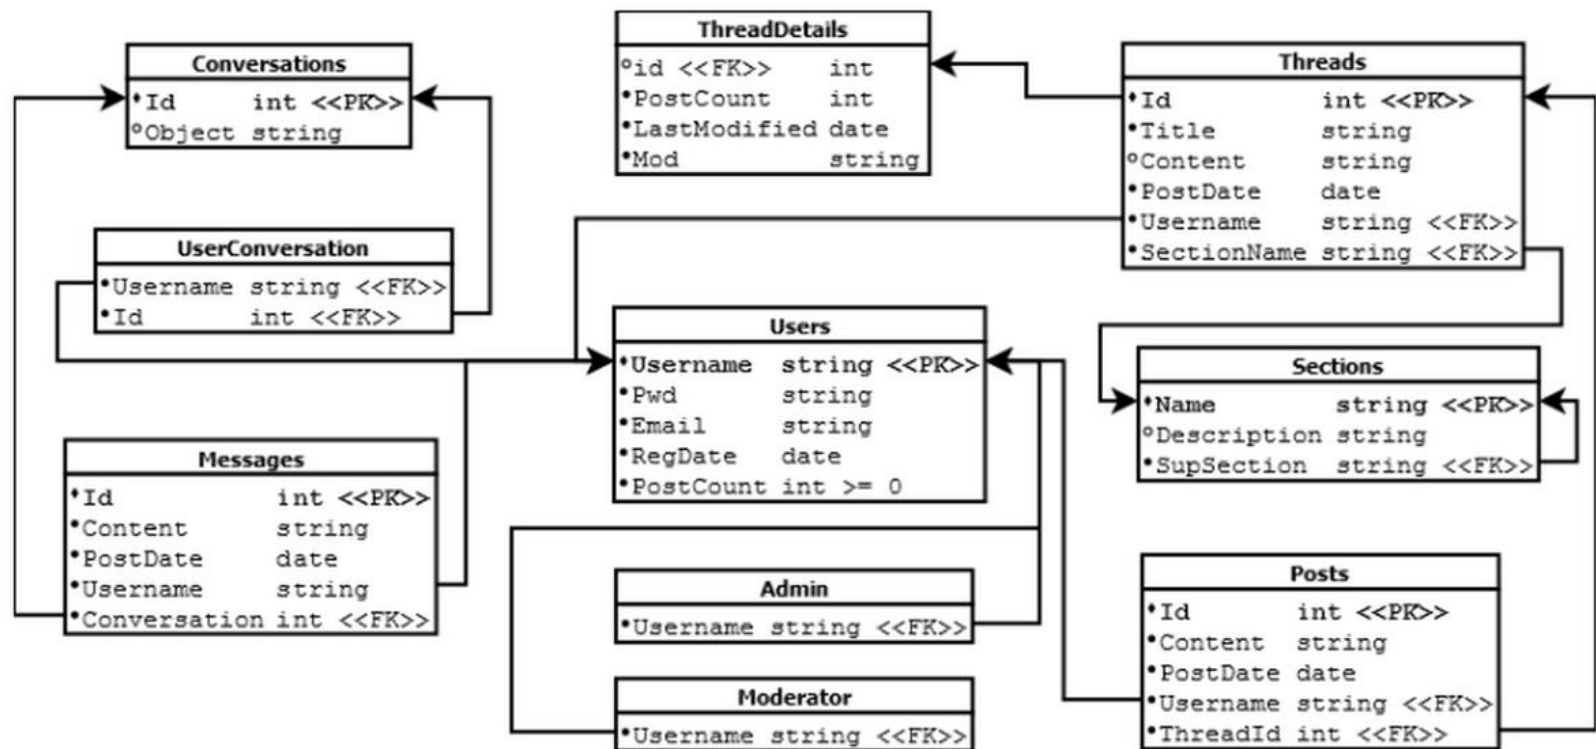 Conversations
Id int <<PK>>
Object string
UserConversation
Username string <<FK>>
Id int <<FK>>
Messages
Id int <<PK>>
Content string
PostDate date
Username string
Conversation int <<FK>>
ThreadDetails
id <<FK>> int
PostCount int
LastModified date
Mod string
Users
Username string <<PK>>
Pwd string
Email string
RegDate date
PostCount int >= 0
Admin
Username string <<FK>>
Moderator
Username string <<FK>>
Threads
Id int <<PK>>
Title string
Content string
PostDate date
Username string <<FK>>
SectionName string <<FK>>
Sections
Name string <<PK>>
Description string
SupSection string <<FK>>
Posts
Id int <<PK>>
Content string
PostDate date
Username string <<FK>>
ThreadId int <<FK>>